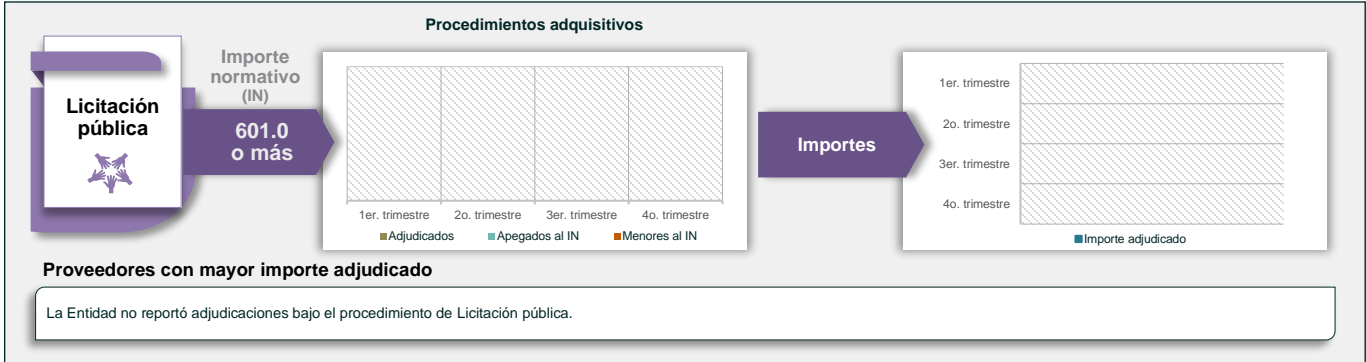 Procedimientos adquisitivos
Licitación
pública
Importe
normativo
(IN)
601.0
o más
1er. trimestre
2o. trimestre
3er. trimestre
4o. trimestre
Adjudicados
Apegados al IN
Menores al IN
Importes
1er. trimestre
2o. trimestre
3er. trimestre
4o. trimestre
Importe adjudicado
Proveedores con mayor importe adjudicado
La Entidad no reportó adjudicaciones bajo el procedimiento de Licitación pública.